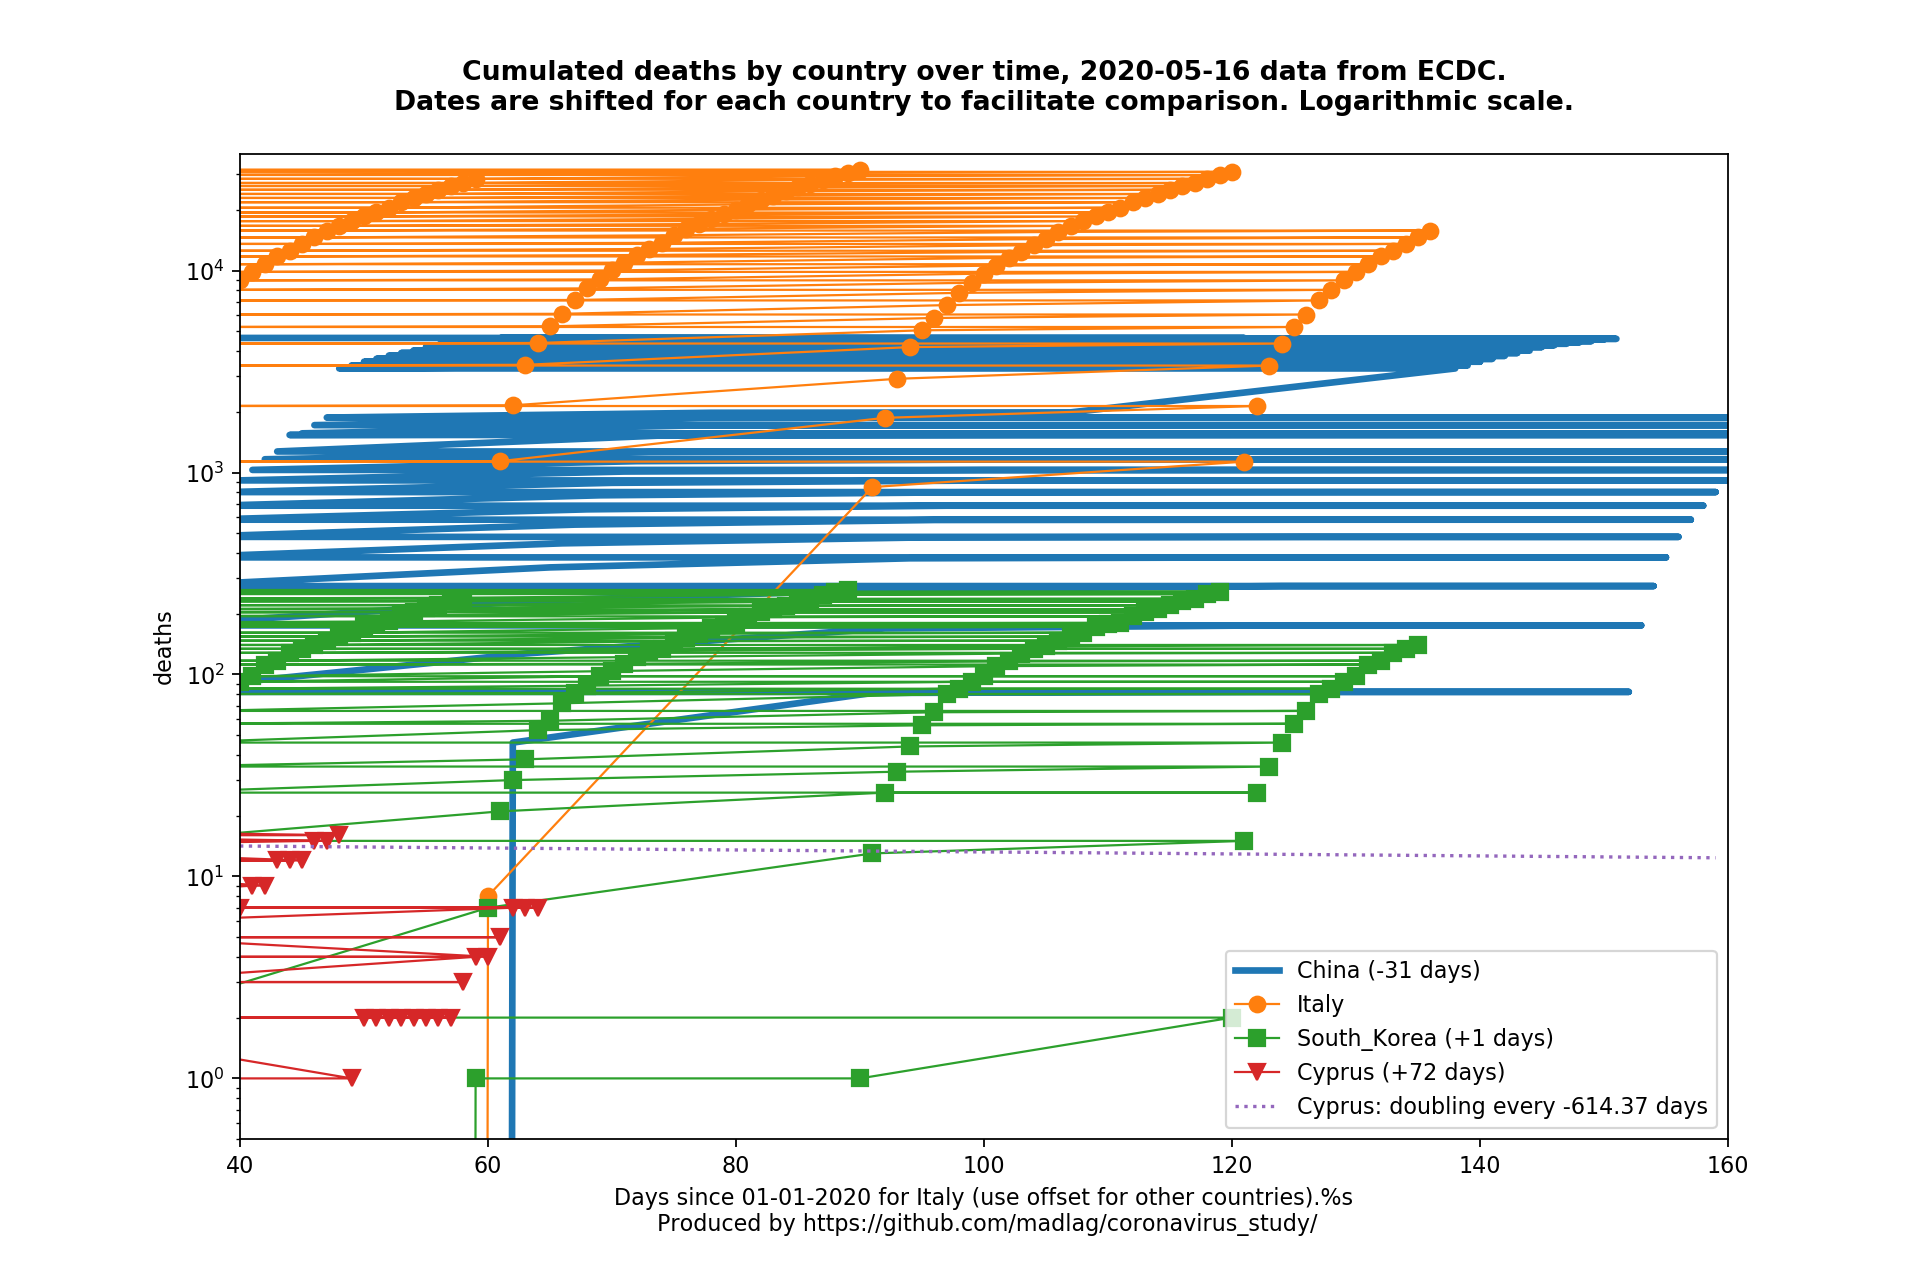 Cumulated deaths by country over time, 2020-05-16 data from ECDC.
Dates are shifted for each country to facilitate comparison. Logarithmic scale.
deaths
10⁴
10³
10²
10¹
10⁰
40 60 80 100 120 140 160
China (-31 days)
Italy
South_Korea (+1 days)
Cyprus (+72 days)
Cyprus: doubling every -614.37 days
Days since 01-01-2020 for Italy (use offset for other countries).%s
Produced by https://github.com/madlag/coronavirus_study/